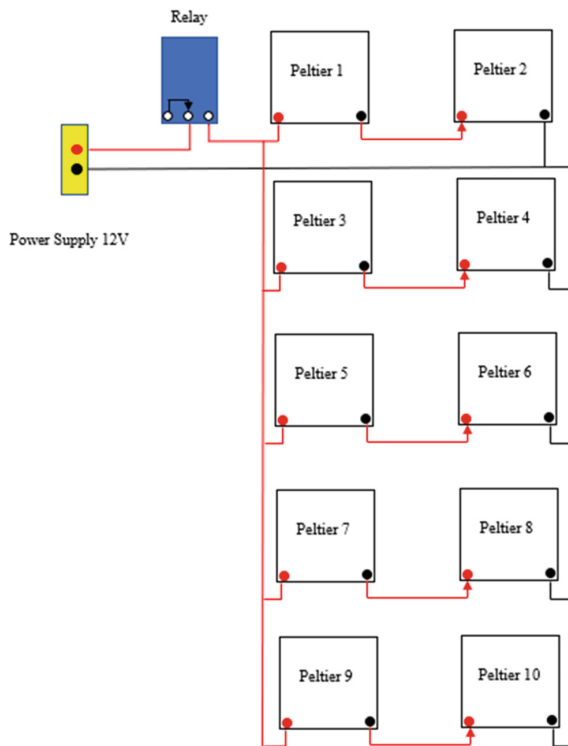 Relay
Peltier 1
Peltier 2
Power Supply 12V
Peltier 3
Peltier 4
Peltier 5
Peltier 6
Peltier 7
Peltier 8
Peltier 9
Peltier 10